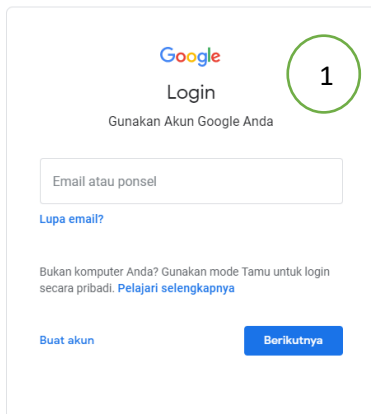 Google
1
Login
Gunakan Akun Google Anda
Email atau ponsel
Lupa email?
Bukan komputer Anda? Gunakan mode Tamu untuk login
secara pribadi. Pelajari selengkapnya
Buat akun
Berikutnya